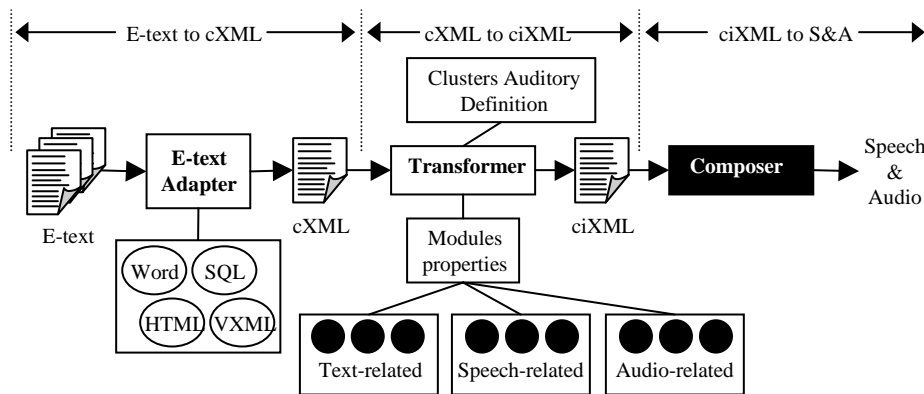 E-text to cXML
cXML to ciXML
ciXML to S&A
Clusters Auditory
Definition
E-text
Adapter
Transformer
Composer
Speech
&
Audio
E-text
cXML
ciXML
Modules
properties
Word
SQL
HTML
VXML
Text-related
Speech-related
Audio-related